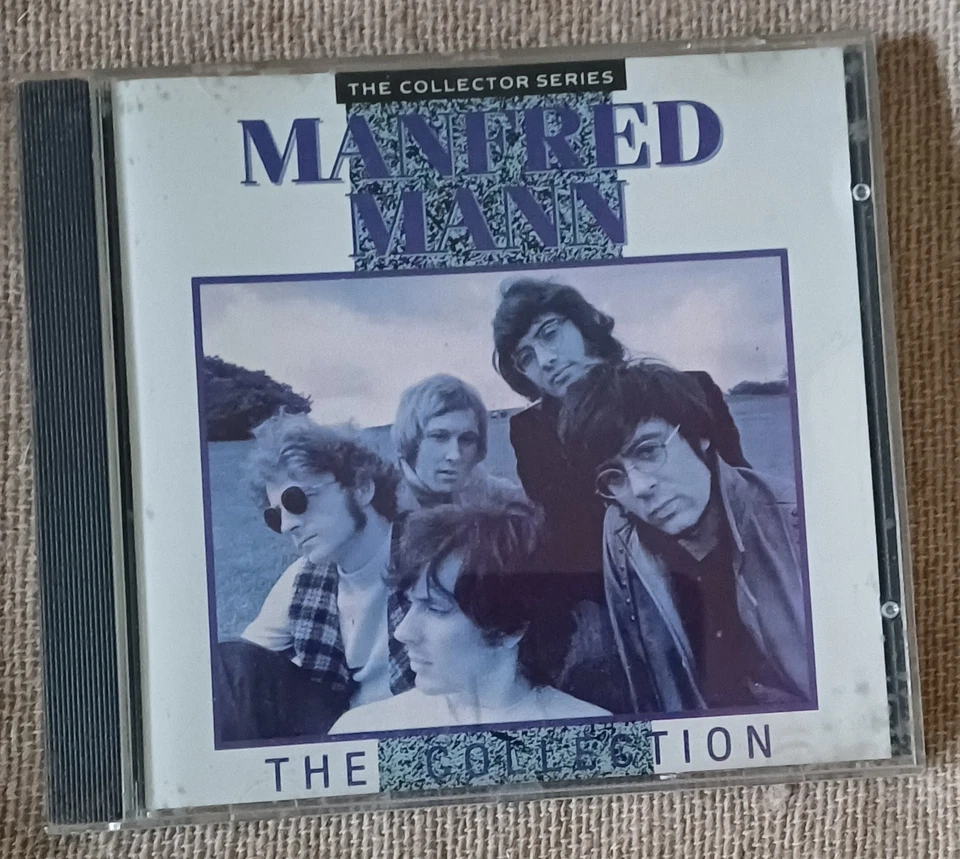 THE COLLECTOR SERIES
MANFRED
MANN
THE COLLECTION